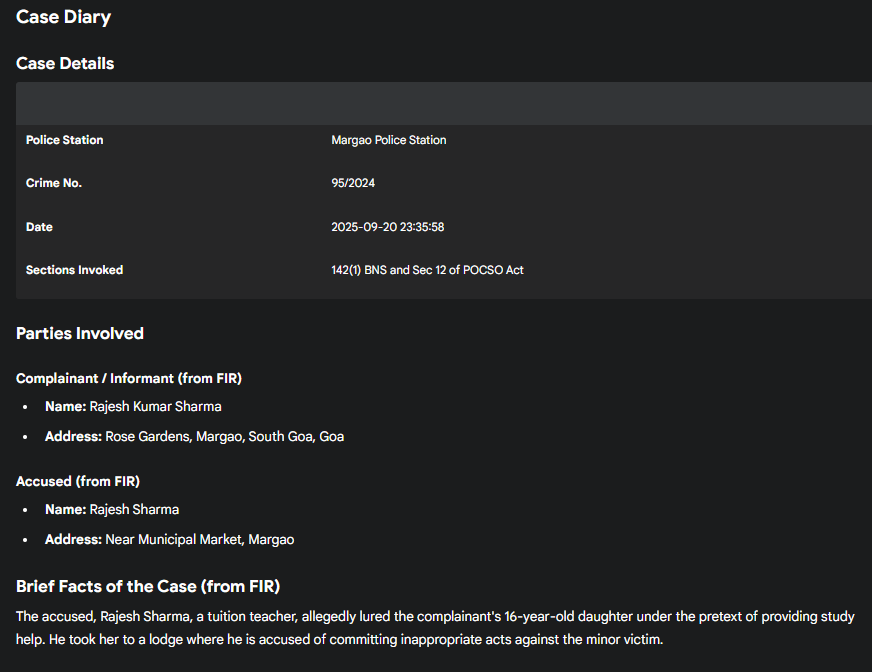 Case Diary
Case Details
Police Station Margao Police Station
Crime No. 95/2024
Date 2025-09-20 23:35:58
Sections Invoked 142(1) BNS and Sec 12 of POCSO Act
Parties Involved
Complainant / Informant (from FIR)
• Name: Rajesh Kumar Sharma
• Address: Rose Gardens, Margao, South Goa, Goa
Accused (from FIR)
• Name: Rajesh Sharma
• Address: Near Municipal Market, Margao
Brief Facts of the Case (from FIR)
The accused, Rajesh Sharma, a tuition teacher, allegedly lured the complainant's 16-year-old daughter under the pretext of providing study
help. He took her to a lodge where he is accused of committing inappropriate acts against the minor victim.